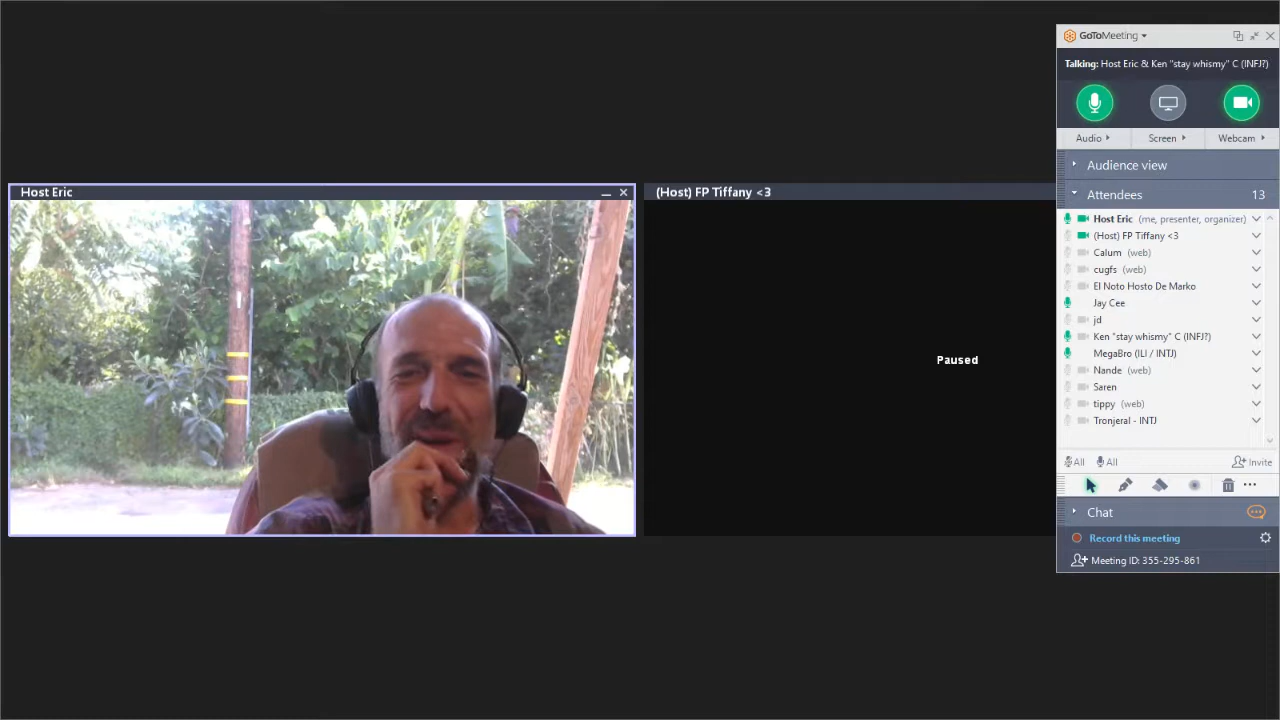 GoToMeeting
Talking: Host Eric & Ken "stay whismy" C (INFJ?)
Audio
Screen
Webcam
Audience view
Attendees 13
Host Eric (me, presenter, organizer)
(Host) FP Tiffany <3
Calum (web)
cugfs (web)
El Noto Hosto De Marko
Jay Cee
jd
Ken "stay whismy" C (INFJ?)
MegaBro (ILI / INTJ)
Nande (web)
Saren
tippy (web)
Tronjeral - INTJ
All
All
Invite
Chat
Record this meeting
Meeting ID: 355-295-861
Host Eric
(Host) FP Tiffany <3
Paused